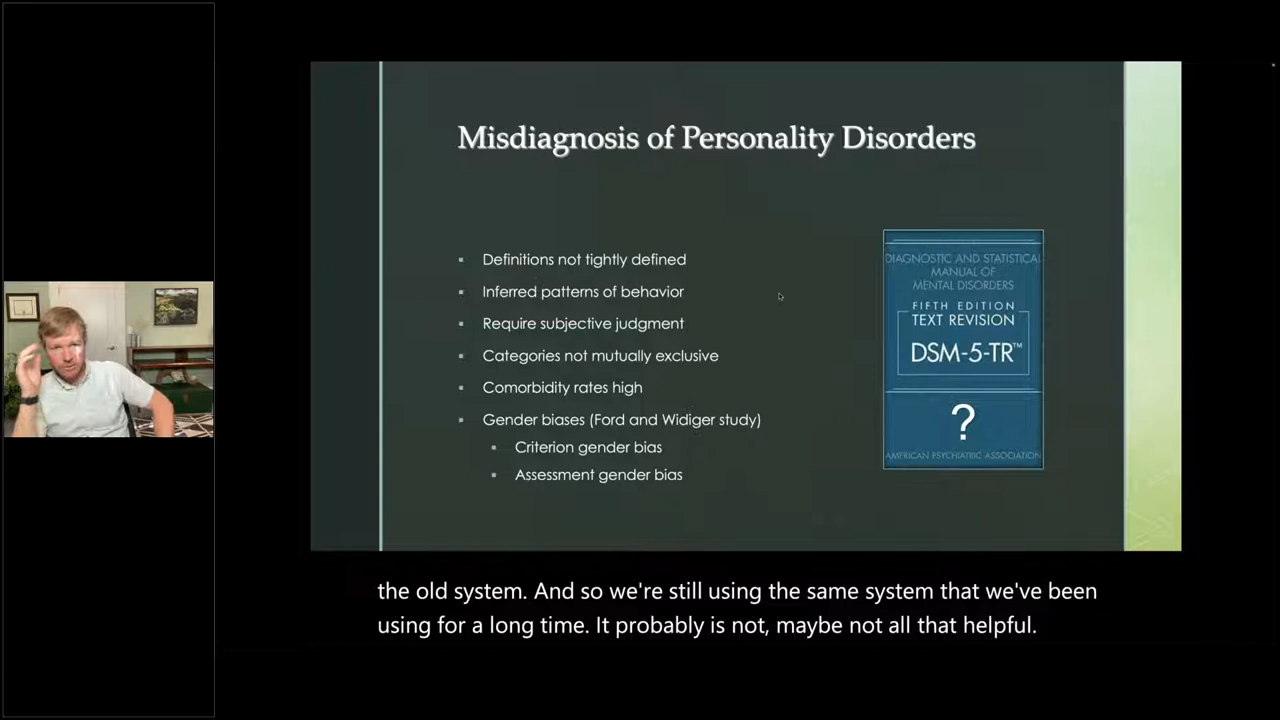 Misdiagnosis of Personality Disorders
▪ Definitions not tightly defined
▪ Inferred patterns of behavior
▪ Require subjective judgment
▪ Categories not mutually exclusive
▪ Comorbidity rates high
▪ Gender biases (Ford and Widiger study)
▪ Criterion gender bias
▪ Assessment gender bias
DIAGNOSTIC AND STATISTICAL
MANUAL OF
MENTAL DISORDERS
FIFTH EDITION
TEXT REVISION
DSM-5-TR™
?
AMERICAN PSYCHIATRIC ASSOCIATION
the old system. And so we're still using the same system that we've been
using for a long time. It probably is not, maybe not all that helpful.